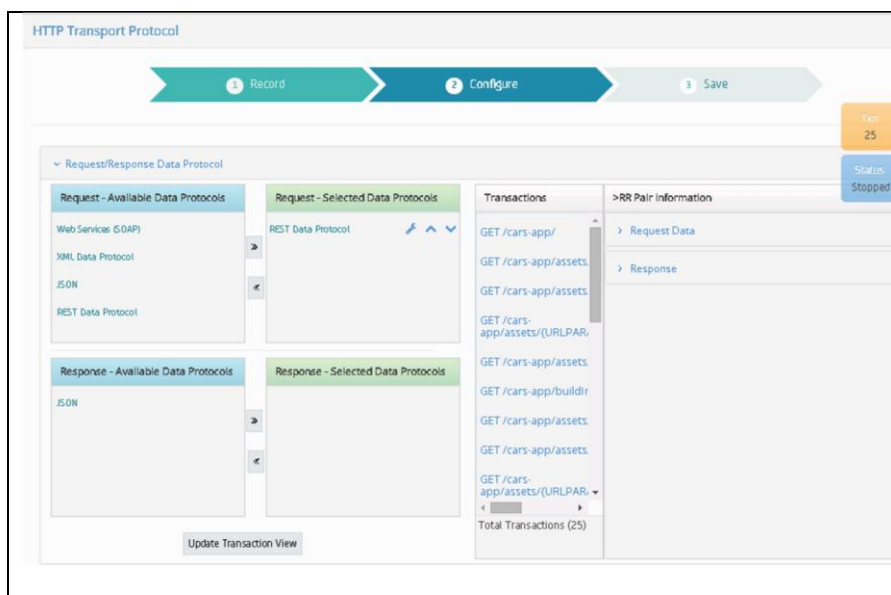 HTTP Transport Protocol
1 Record
2 Configure
3 Save
Txn
25
Status
Stopped
Request/Response Data Protocol
Request - Available Data Protocols
Web Services (SOAP)
XML Data Protocol
JSON
REST Data Protocol
Request - Selected Data Protocols
REST Data Protocol
Response - Available Data Protocols
JSON
Response - Selected Data Protocols
Update Transaction View
Transactions
GET /cars-app/
GET /cars-app/assets
GET /cars-app/assets
GET /cars-
app/assets/{URLPAR
GET /cars-app/assets
GET /cars-app/buildir
GET /cars-app/assets
GET /cars-app/assets
GET /cars-
app/assets/{URLPAR
Total Transactions (25)
>RR Pair Information
Request Data
Response